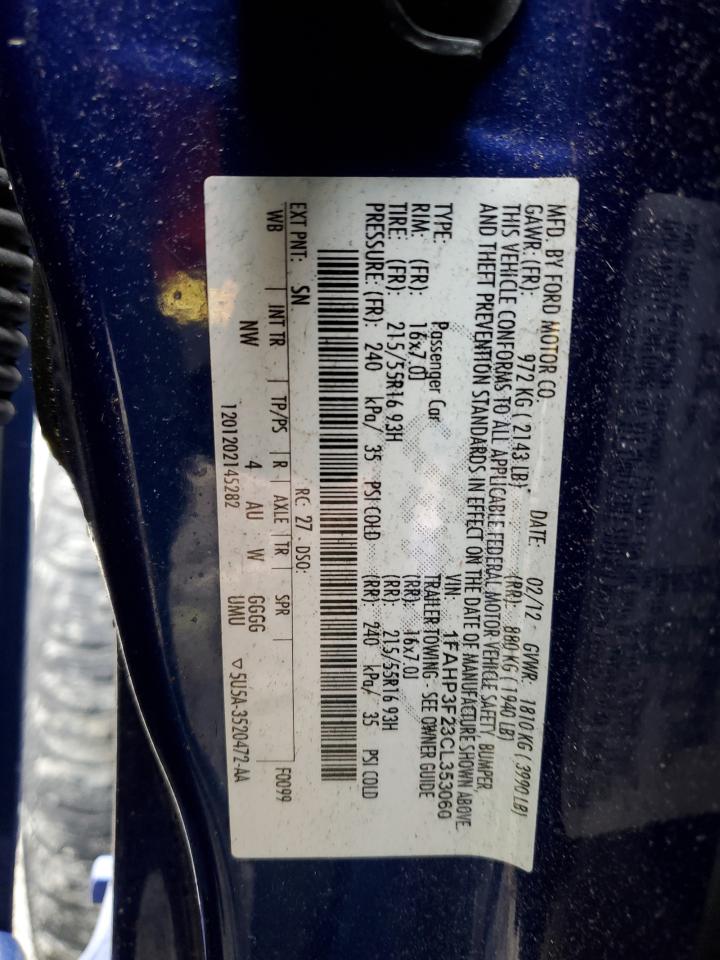 MFD. BY FORD MOTOR CO.
DATE: 02/12 GVWR: 1810 KG ( 3990 LB)
GAWR: (FR): 972 KG ( 2143 LB) (RR): 880 KG ( 1940 LB)
THIS VEHICLE CONFORMS TO ALL APPLICABLE FEDERAL MOTOR VEHICLE SAFETY BUMPER
AND THEFT PREVENTION STANDARDS IN EFFECT ON THE DATE OF MANUFACTURE SHOWN ABOVE.
VIN: 1FAHP3F23CL353060
TYPE: Passenger Car TRAILER TOWING - SEE OWNER GUIDE
RIM: (FR): 16x7.0J (RR): 16x7.0J
TIRE: (FR): 215/55R16 93H (RR): 215/55R16 93H
PRESSURE: (FR): 240 kPa/ 35 PSI COLD (RR): 240 kPa/ 35 PSI COLD
EXT PNT: SN RC: 27 DSO: F0099
WB INT TR TP/PS R AXLE TR SPR
NW 4 AU W GGGG
1201202145282 UMU ▽5U5A-3520472-AA